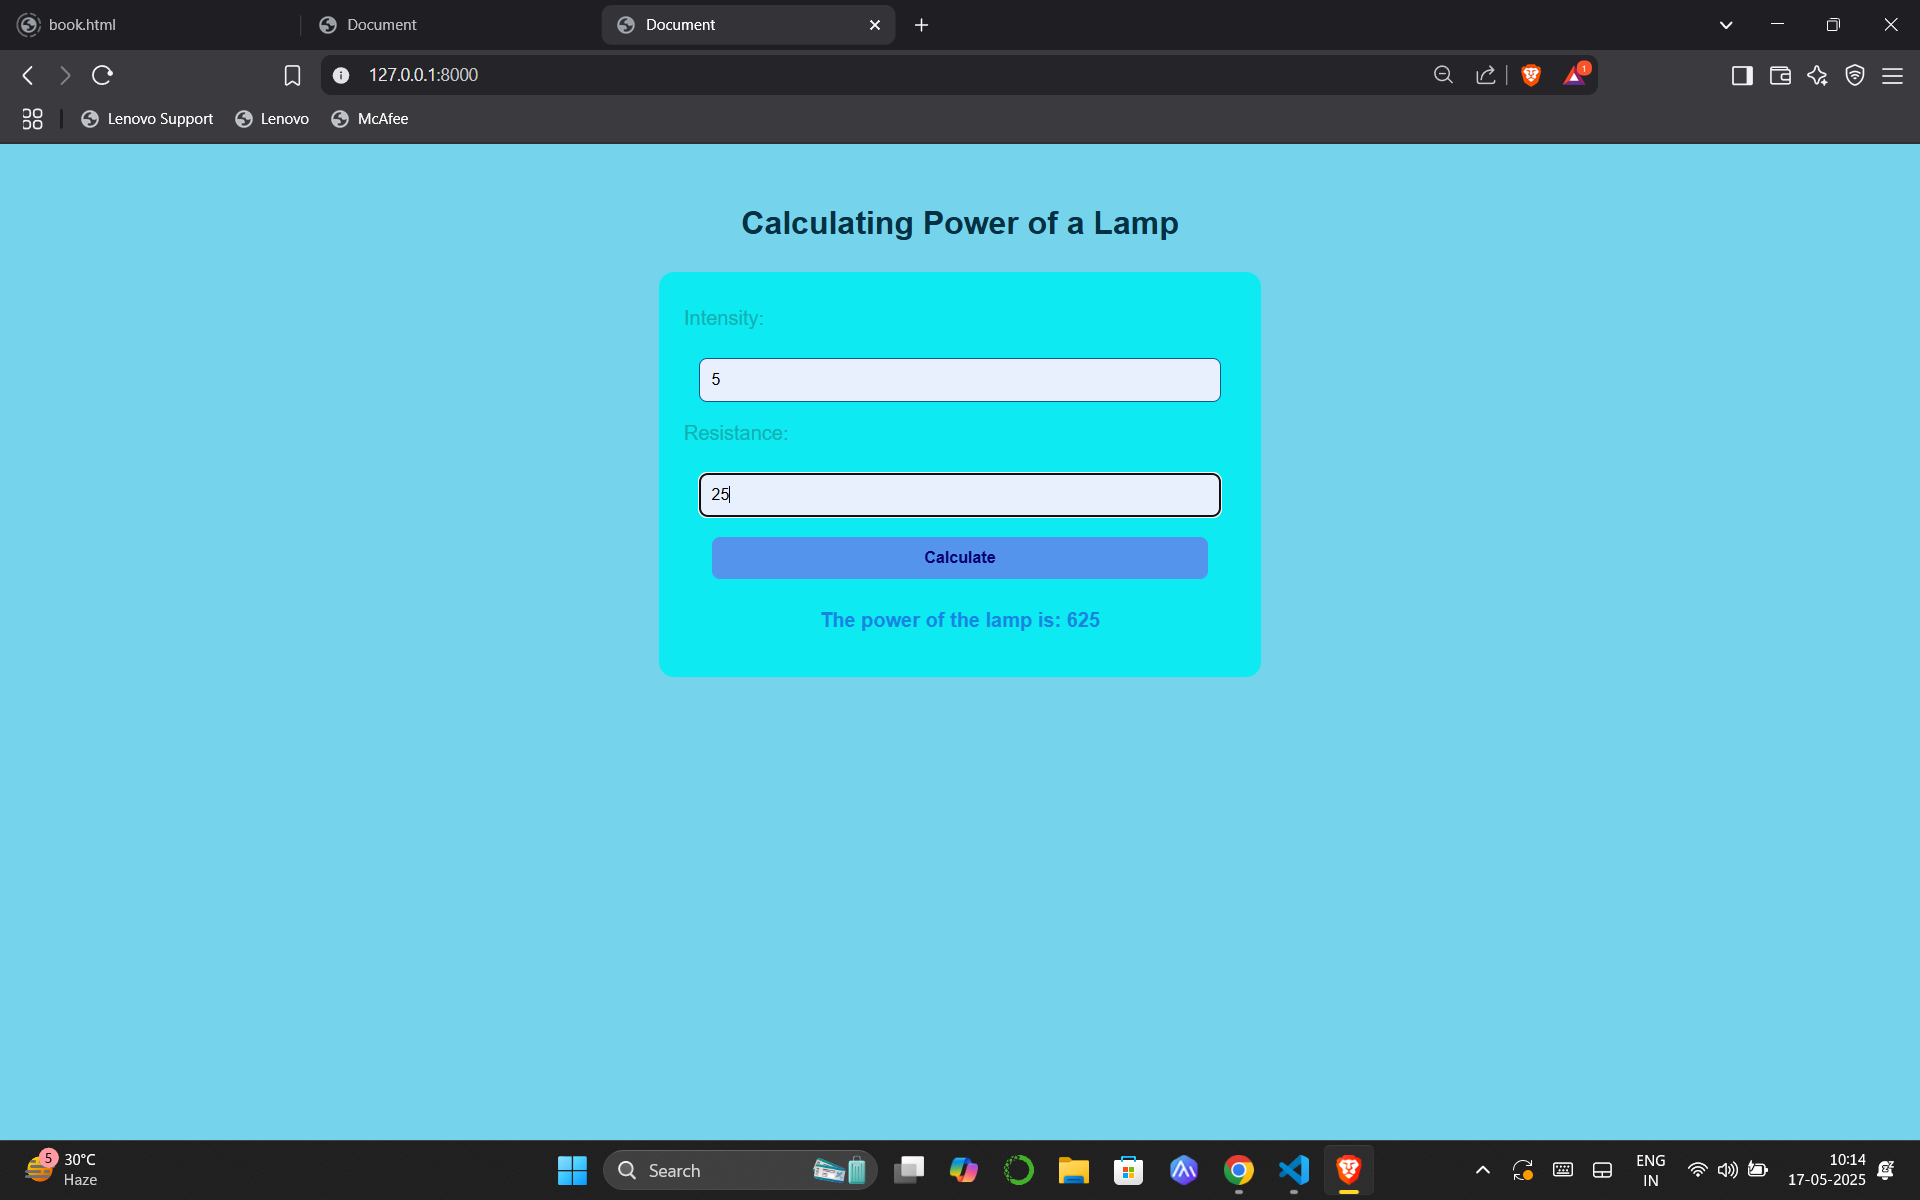 book.html
Document
Document
127.0.0.1:8000
1
Lenovo Support
Lenovo
McAfee
Calculating Power of a Lamp
Intensity:
5
Resistance:
25
Calculate
The power of the lamp is: 625
5
30°C
Haze
Search
ENG
IN
10:14
17-05-2025